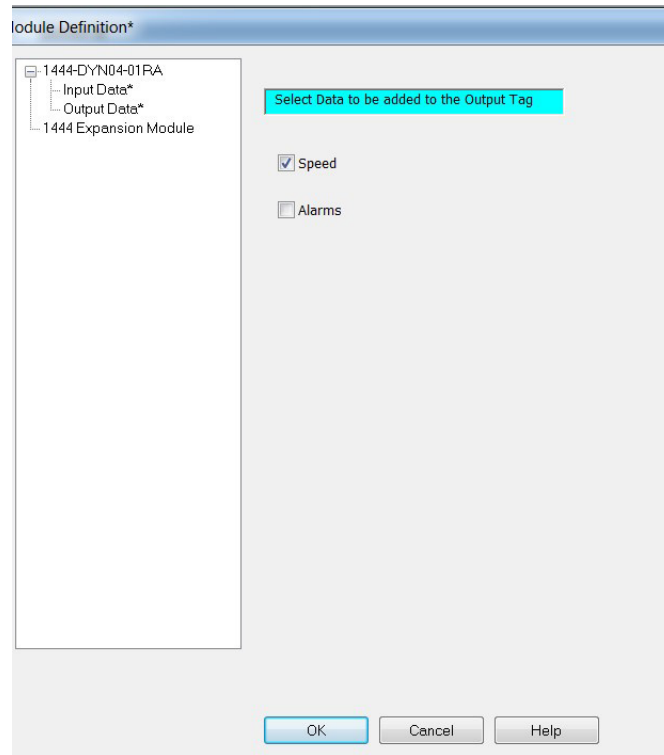 lodule Definition*
1444-DYN04-01RA
Input Data*
Output Data*
1444 Expansion Module
Select Data to be added to the Output Tag
Speed
Alarms
OK Cancel Help